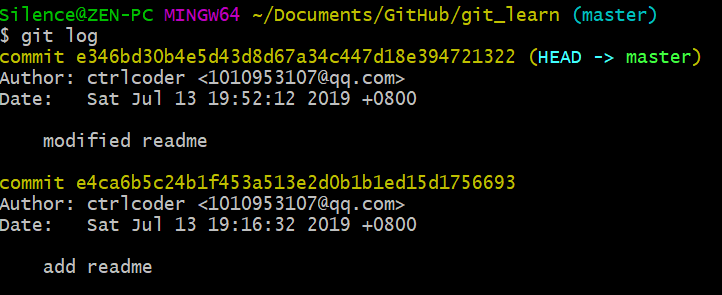 Silence@ZEN-PC MINGW64 ~/Documents/GitHub/git_learn (master)
$ git log
commit e346bd30b4e5d43d8d67a34c447d18e394721322 (HEAD -> master)
Author: ctrlcoder <1010953107@qq.com>
Date:   Sat Jul 13 19:52:12 2019 +0800
    modified readme
commit e4ca6b5c24b1f453a513e2d0b1b1ed15d1756693
Author: ctrlcoder <1010953107@qq.com>
Date:   Sat Jul 13 19:16:32 2019 +0800
    add readme